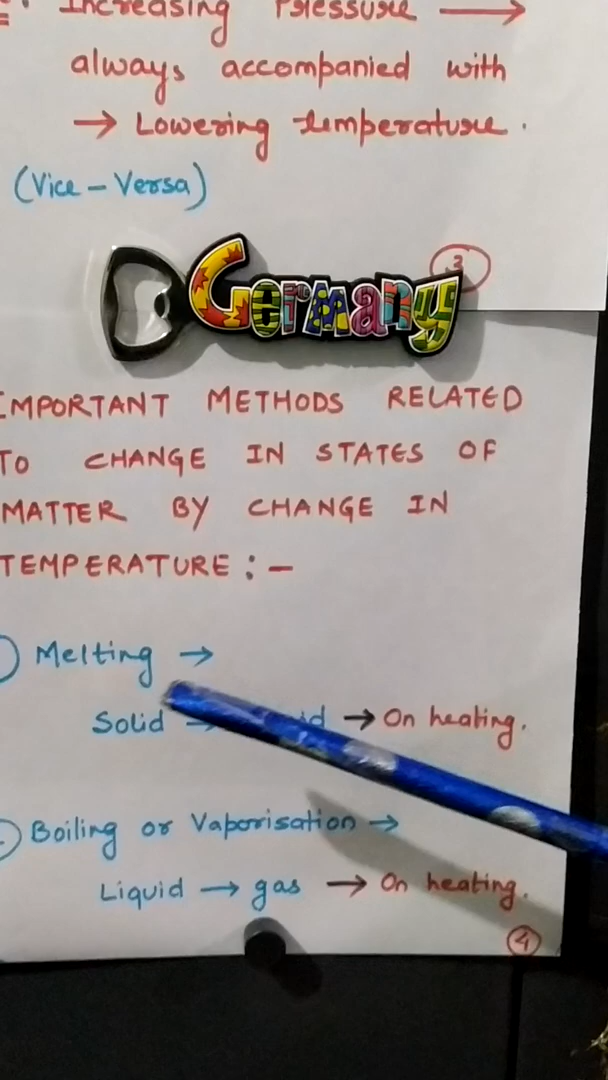 Increasing Pressure →
always accompanied with
→ Lowering temperature.
(Vice – Versa)
3
Germany
IMPORTANT METHODS RELATED
TO CHANGE IN STATES OF
MATTER BY CHANGE IN
TEMPERATURE : –
Melting →
Solid → → On heating.
Boiling or Vaporisation →
Liquid → gas → On heating.
4